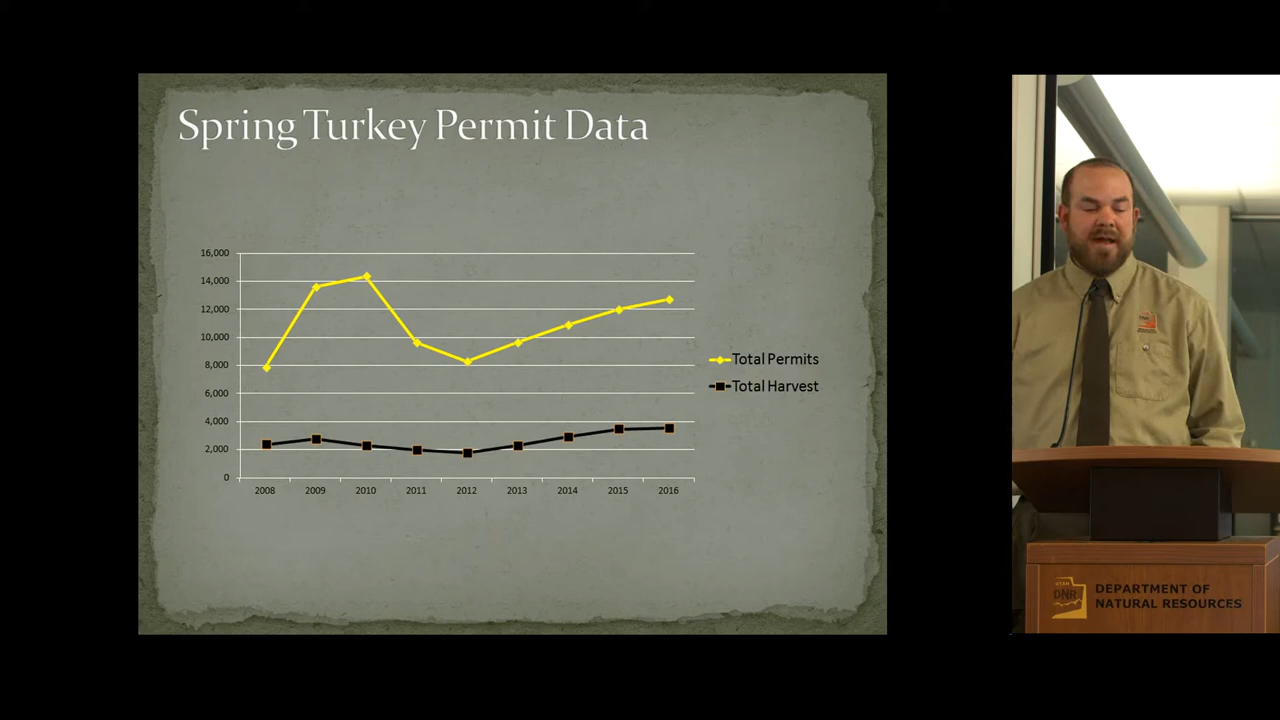 Spring Turkey Permit Data
16,000
14,000
12,000
10,000
8,000
6,000
4,000
2,000
0
2008 2009 2010 2011 2012 2013 2014 2015 2016
Total Permits
Total Harvest
UTAH
DNR
DEPARTMENT OF
NATURAL RESOURCES